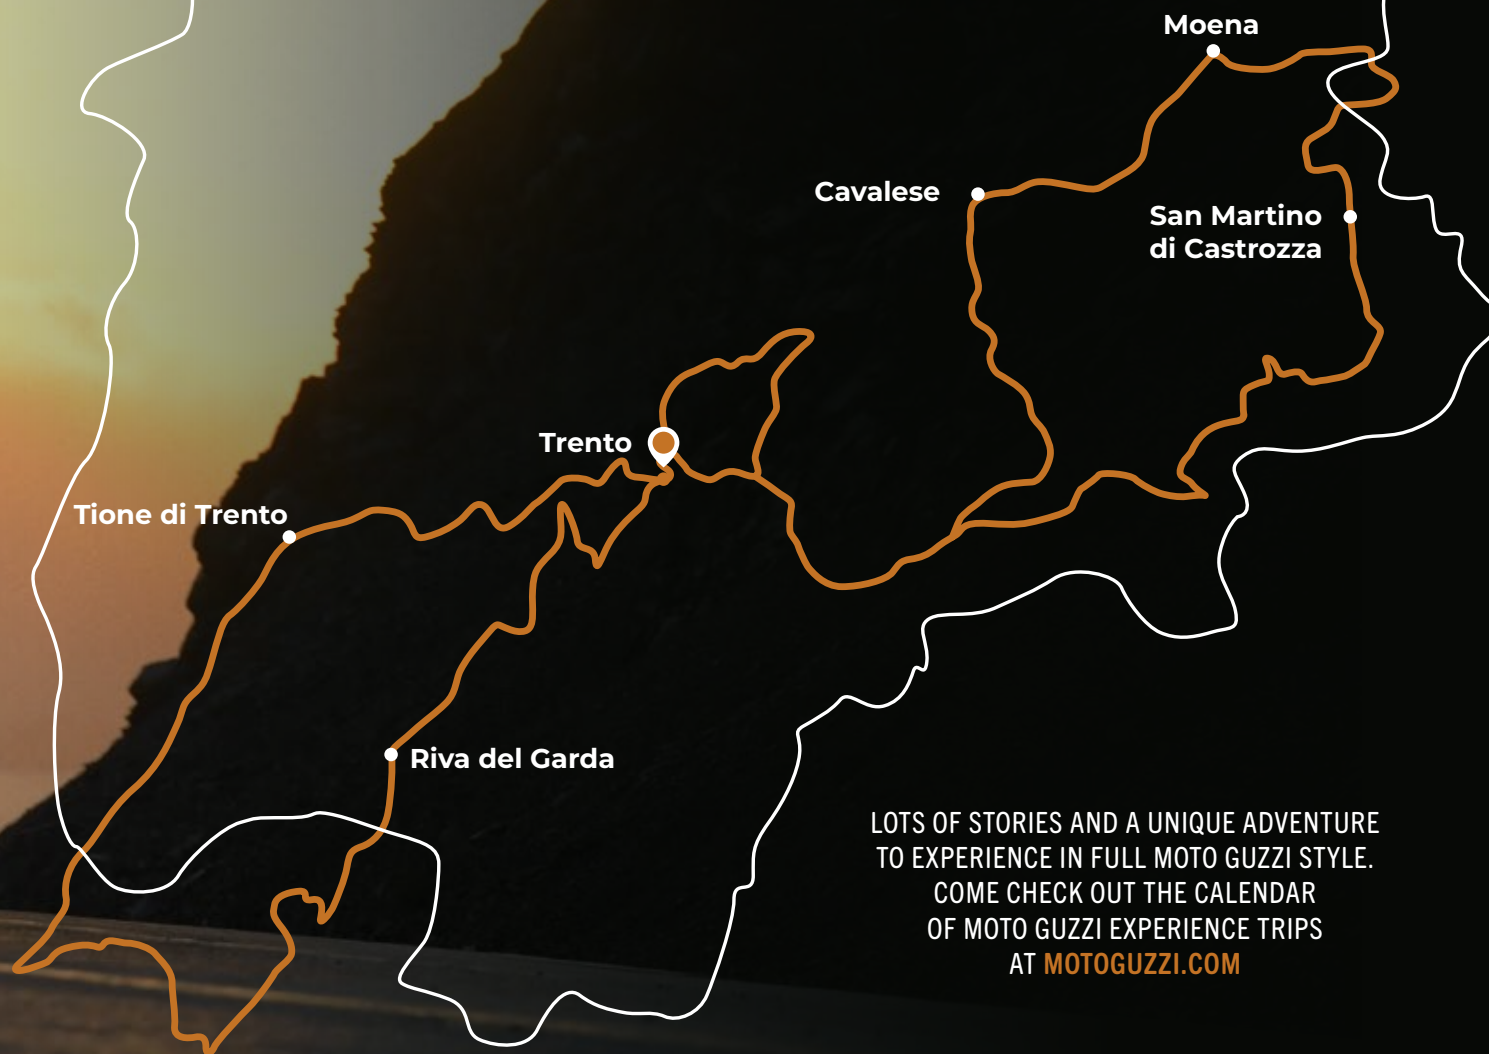 Moena
Cavalese
San Martino
di Castrozza
Trento
Tione di Trento
Riva del Garda
LOTS OF STORIES AND A UNIQUE ADVENTURE
TO EXPERIENCE IN FULL MOTO GUZZI STYLE.
COME CHECK OUT THE CALENDAR
OF MOTO GUZZI EXPERIENCE TRIPS
AT MOTOGUZZI.COM